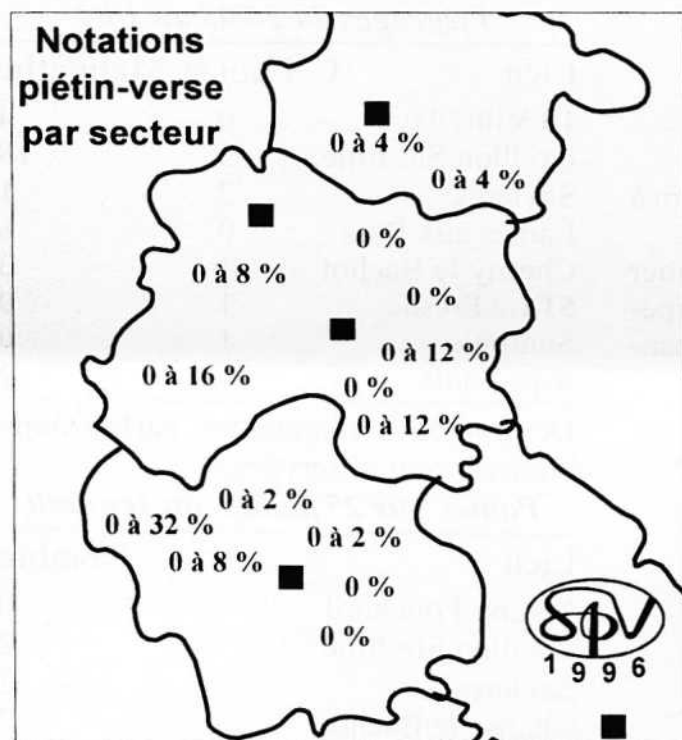 Notations
piétin-verse
par secteur
0 à 4 %
0 à 4 %
0 %
0 à 8 %
0 %
0 à 12 %
0 à 16 %
0 %
0 à 12 %
0 à 2 %
0 à 32 %
0 à 2 %
0 à 8 %
0 %
0 %
SPV
1996